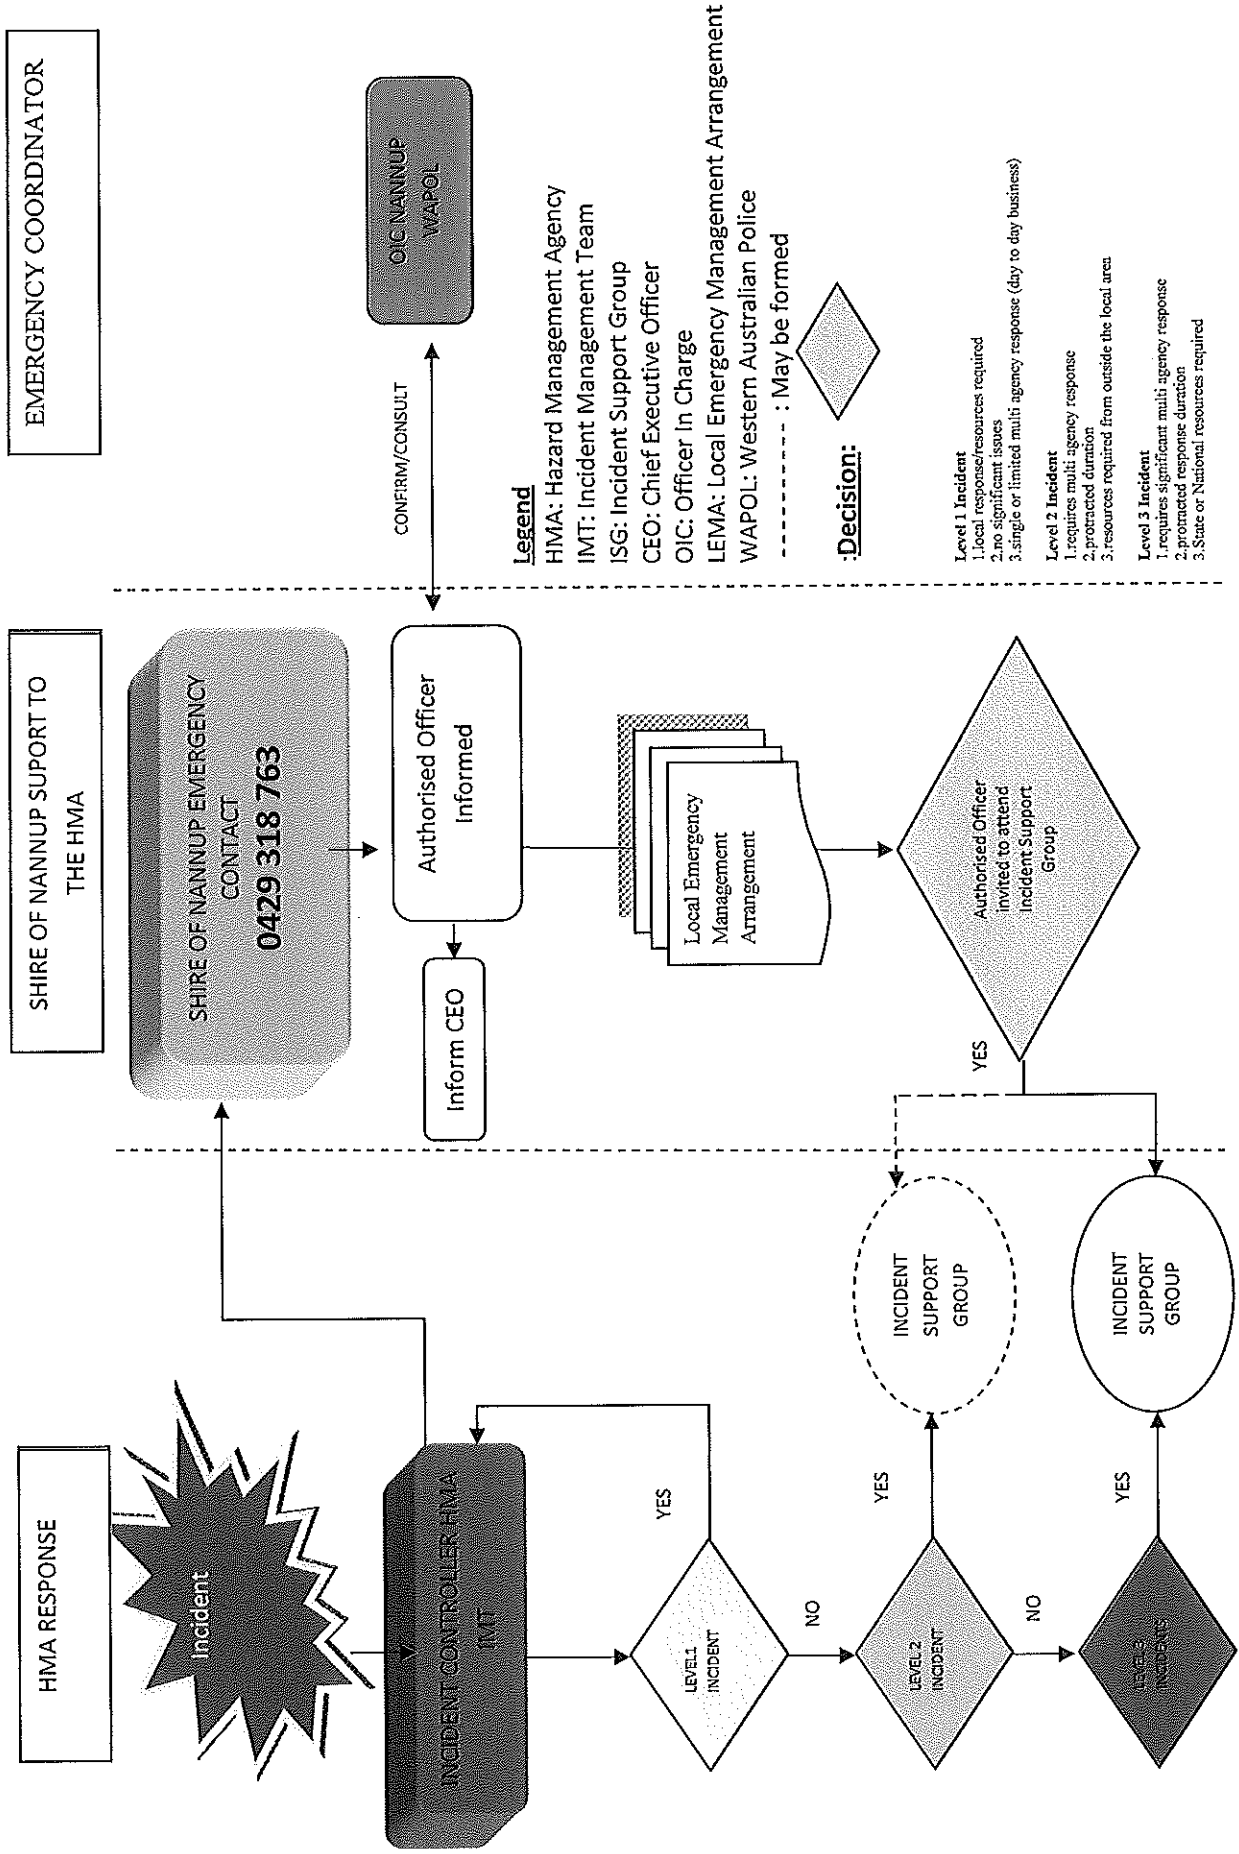 HMA RESPONSE
Incident
INCIDENT CONTROLLER HMA
IMT
LEVEL1
INCIDENT
YES
NO
LEVEL 2
INCIDENT
YES
INCIDENT
SUPPORT
GROUP
NO
INCIDENTS
YES
INCIDENT
SUPPORT
GROUP
SHIRE OF NANNUP SUPORT TO
THE HMA
SHIRE OF NANNUP EMERGENCY
CONTACT
0429 318 763
Authorised Officer
Informed
Inform CEO
Local Emergency
Management
Arrangement
Authorised Officer
invited to attend
Incident Support
Group
YES
EMERGENCY COORDINATOR
OIC NANNUP
WAPOL
CONFIRM/CONSULT
Legend
HMA: Hazard Management Agency
IMT: Incident Management Team
ISG: Incident Support Group
CEO: Chief Executive Officer
OIC: Officer In Charge
LEMA: Local Emergency Management Arrangement
WAPOL: Western Australian Police
- - - - - - - : May be formed
:Decision:
Level 1 Incident
1.local response/resources required
2.no significant issues
3.single or limited multi agency response (day to day business)
Level 2 Incident
1.requires multi agency response
2.protracted duration
3.resources required from outside the local area
Level 3 Incident
1.requires significant multi agency response
2.protracted response duration
3.State or National resources required